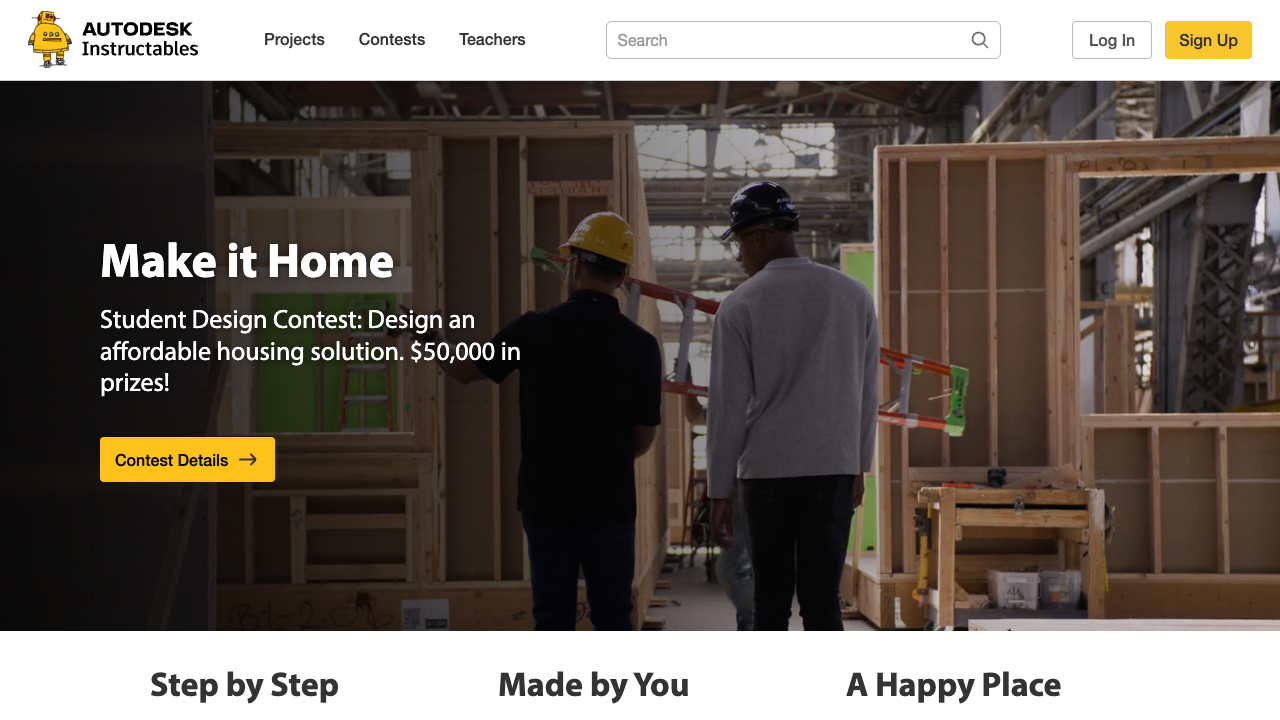 AUTODESK
Instructables
Projects
Contests
Teachers
Search
Log In
Sign Up
Make it Home
Student Design Contest: Design an
affordable housing solution. $50,000 in
prizes!
Contest Details
Step by Step
Made by You
A Happy Place